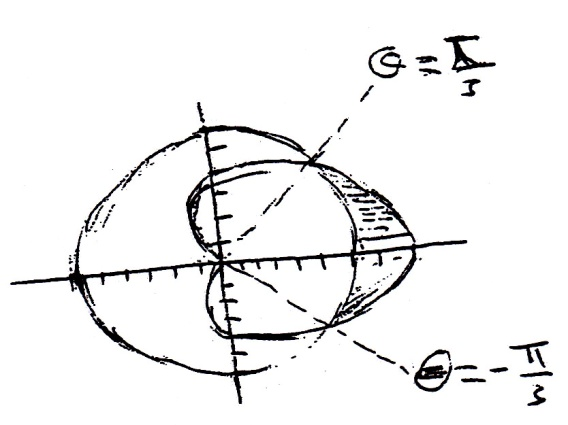 θ = π/3
θ = -π/3